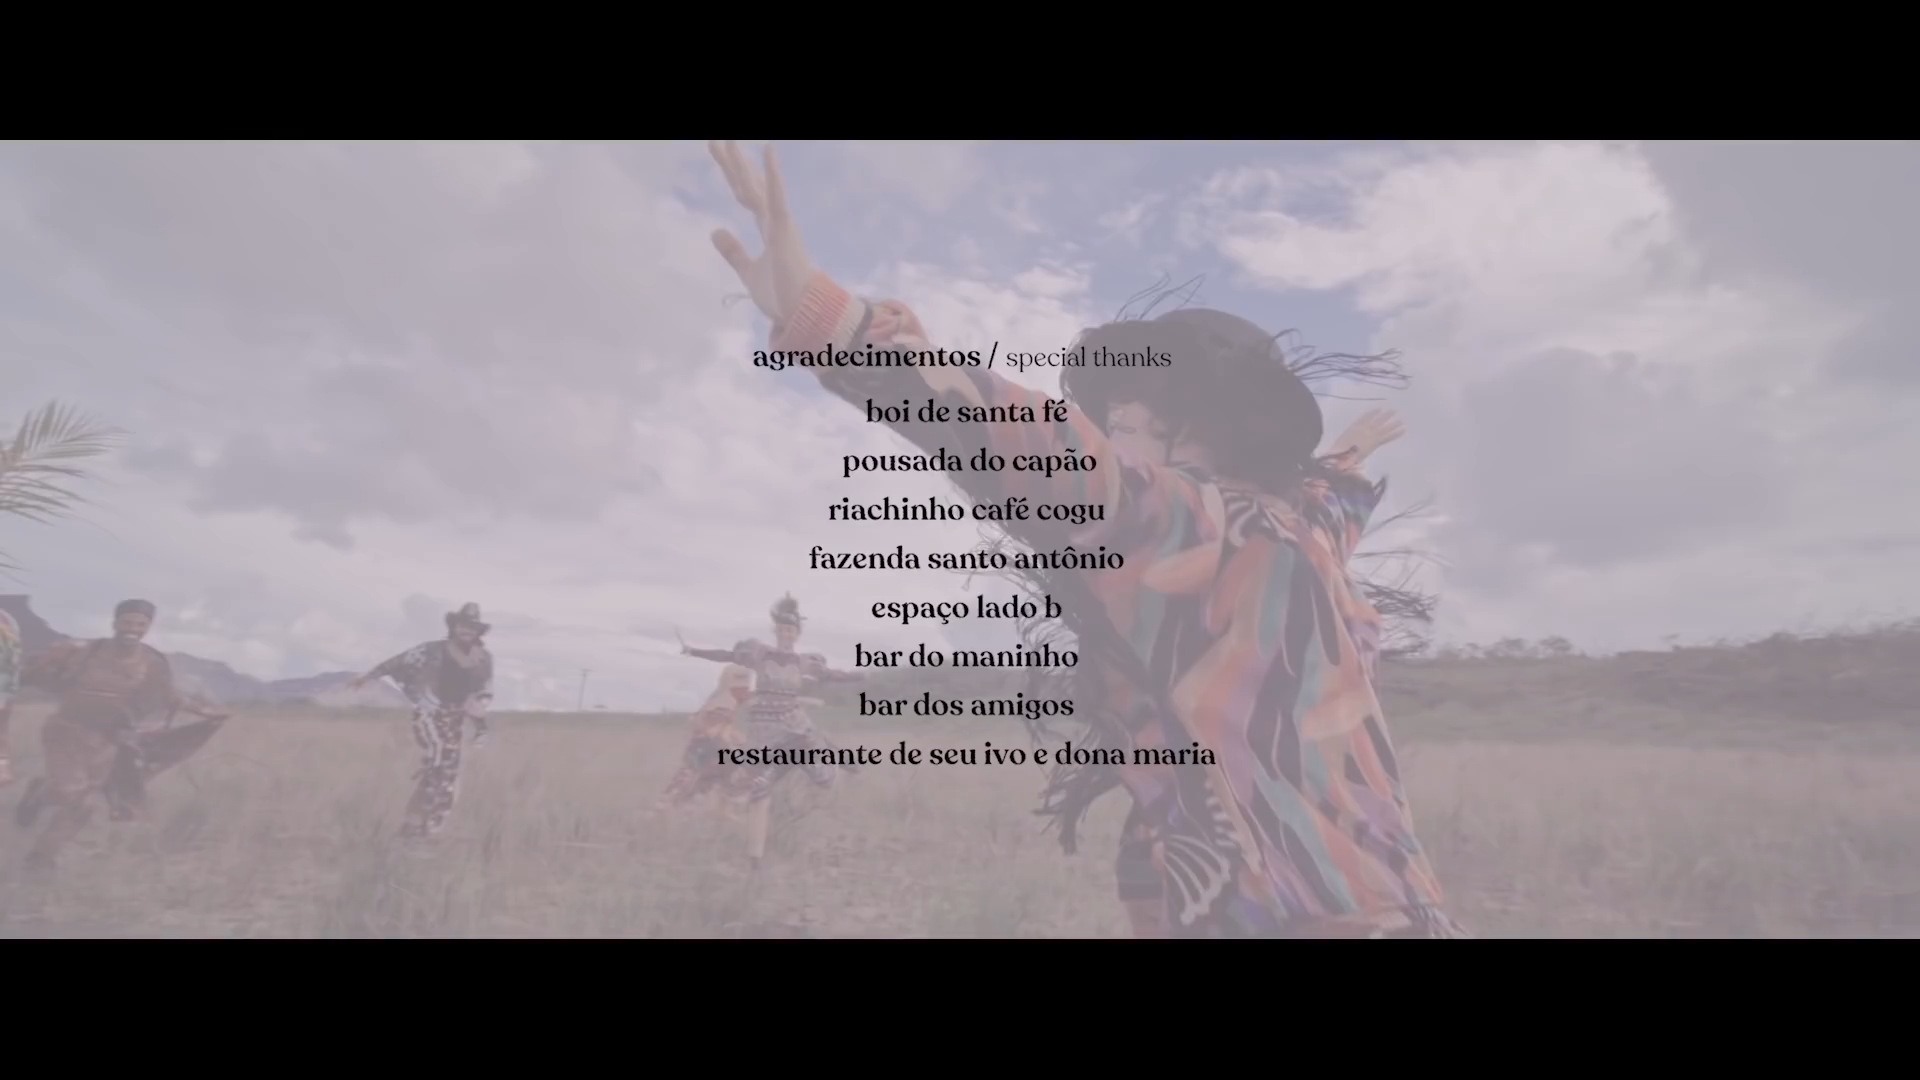 agradecimentos / special thanks
boi de santa fé
pousada do capão
riachinho café cogu
fazenda santo antônio
espaço lado b
bar do maninho
bar dos amigos
restaurante de seu ivo e dona maria